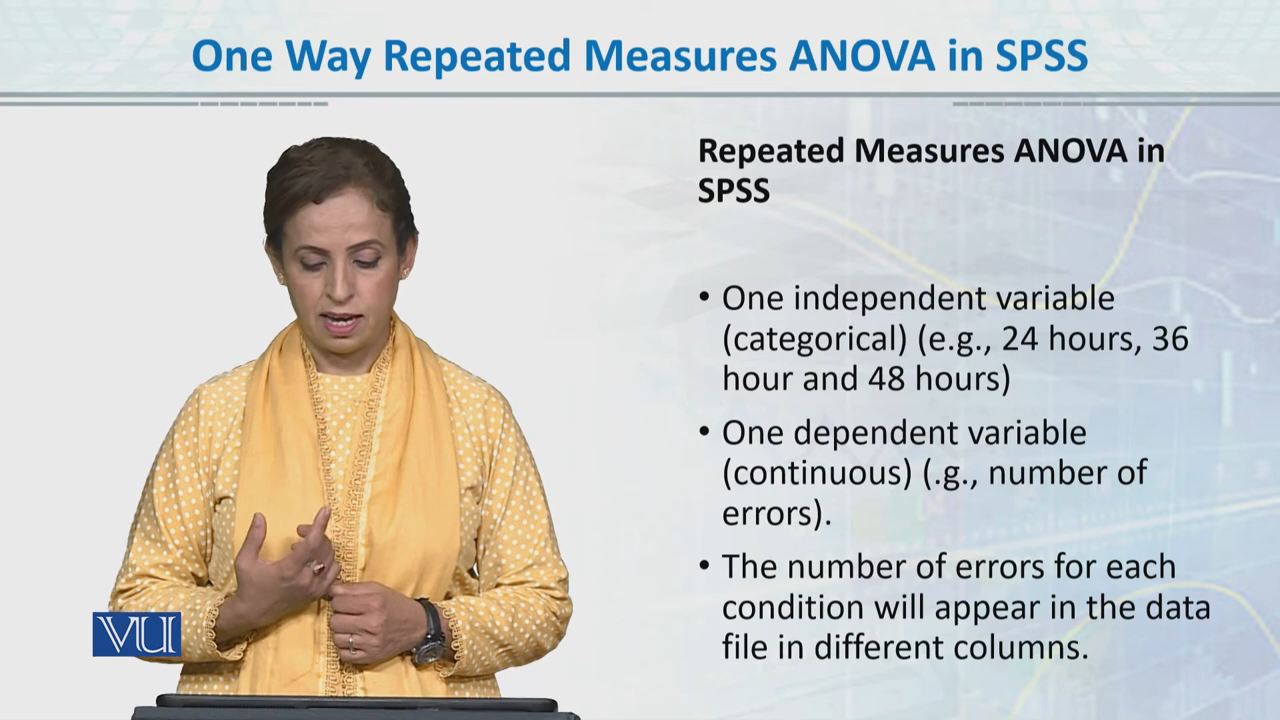 One Way Repeated Measures ANOVA in SPSS
Repeated Measures ANOVA in
SPSS
• One independent variable
(categorical) (e.g., 24 hours, 36
hour and 48 hours)
• One dependent variable
(continuous) (.g., number of
errors).
• The number of errors for each
condition will appear in the data
file in different columns.
VU